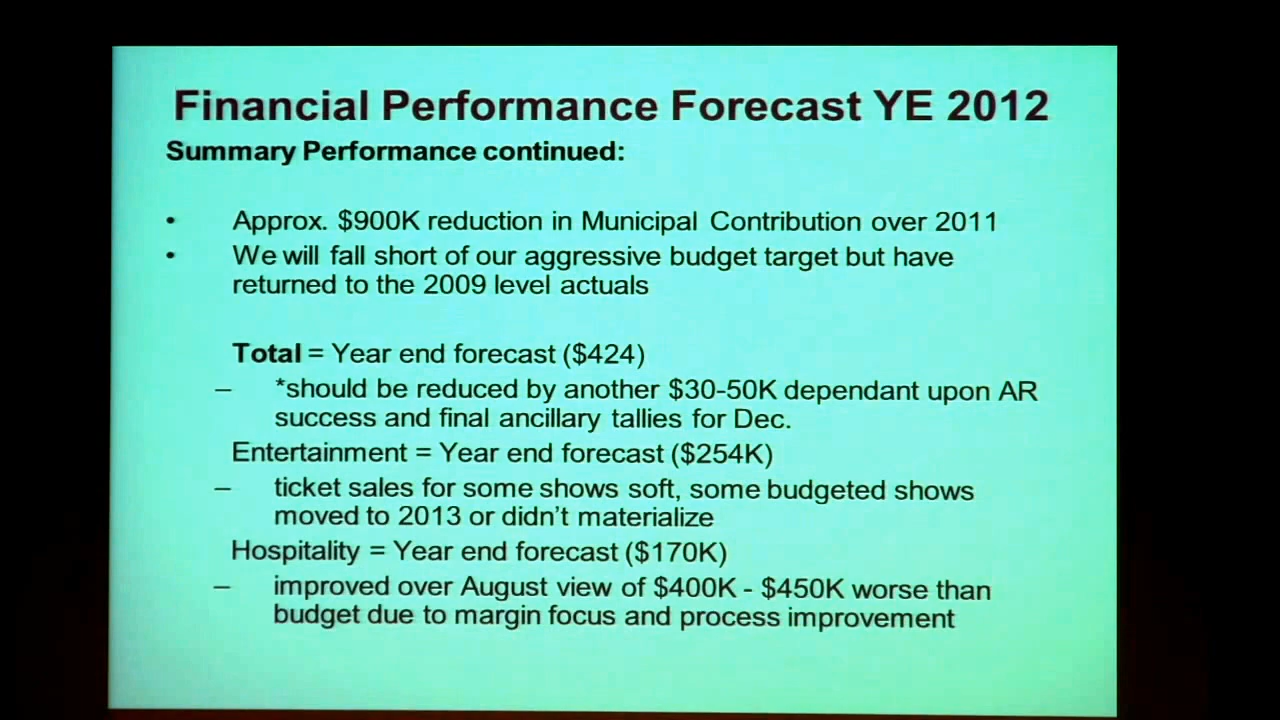 Financial Performance Forecast YE 2012
Summary Performance continued:
• Approx. $900K reduction in Municipal Contribution over 2011
• We will fall short of our aggressive budget target but have
returned to the 2009 level actuals
Total = Year end forecast ($424)
– *should be reduced by another $30-50K dependant upon AR
success and final ancillary tallies for Dec.
Entertainment = Year end forecast ($254K)
– ticket sales for some shows soft, some budgeted shows
moved to 2013 or didn't materialize
Hospitality = Year end forecast ($170K)
– improved over August view of $400K - $450K worse than
budget due to margin focus and process improvement